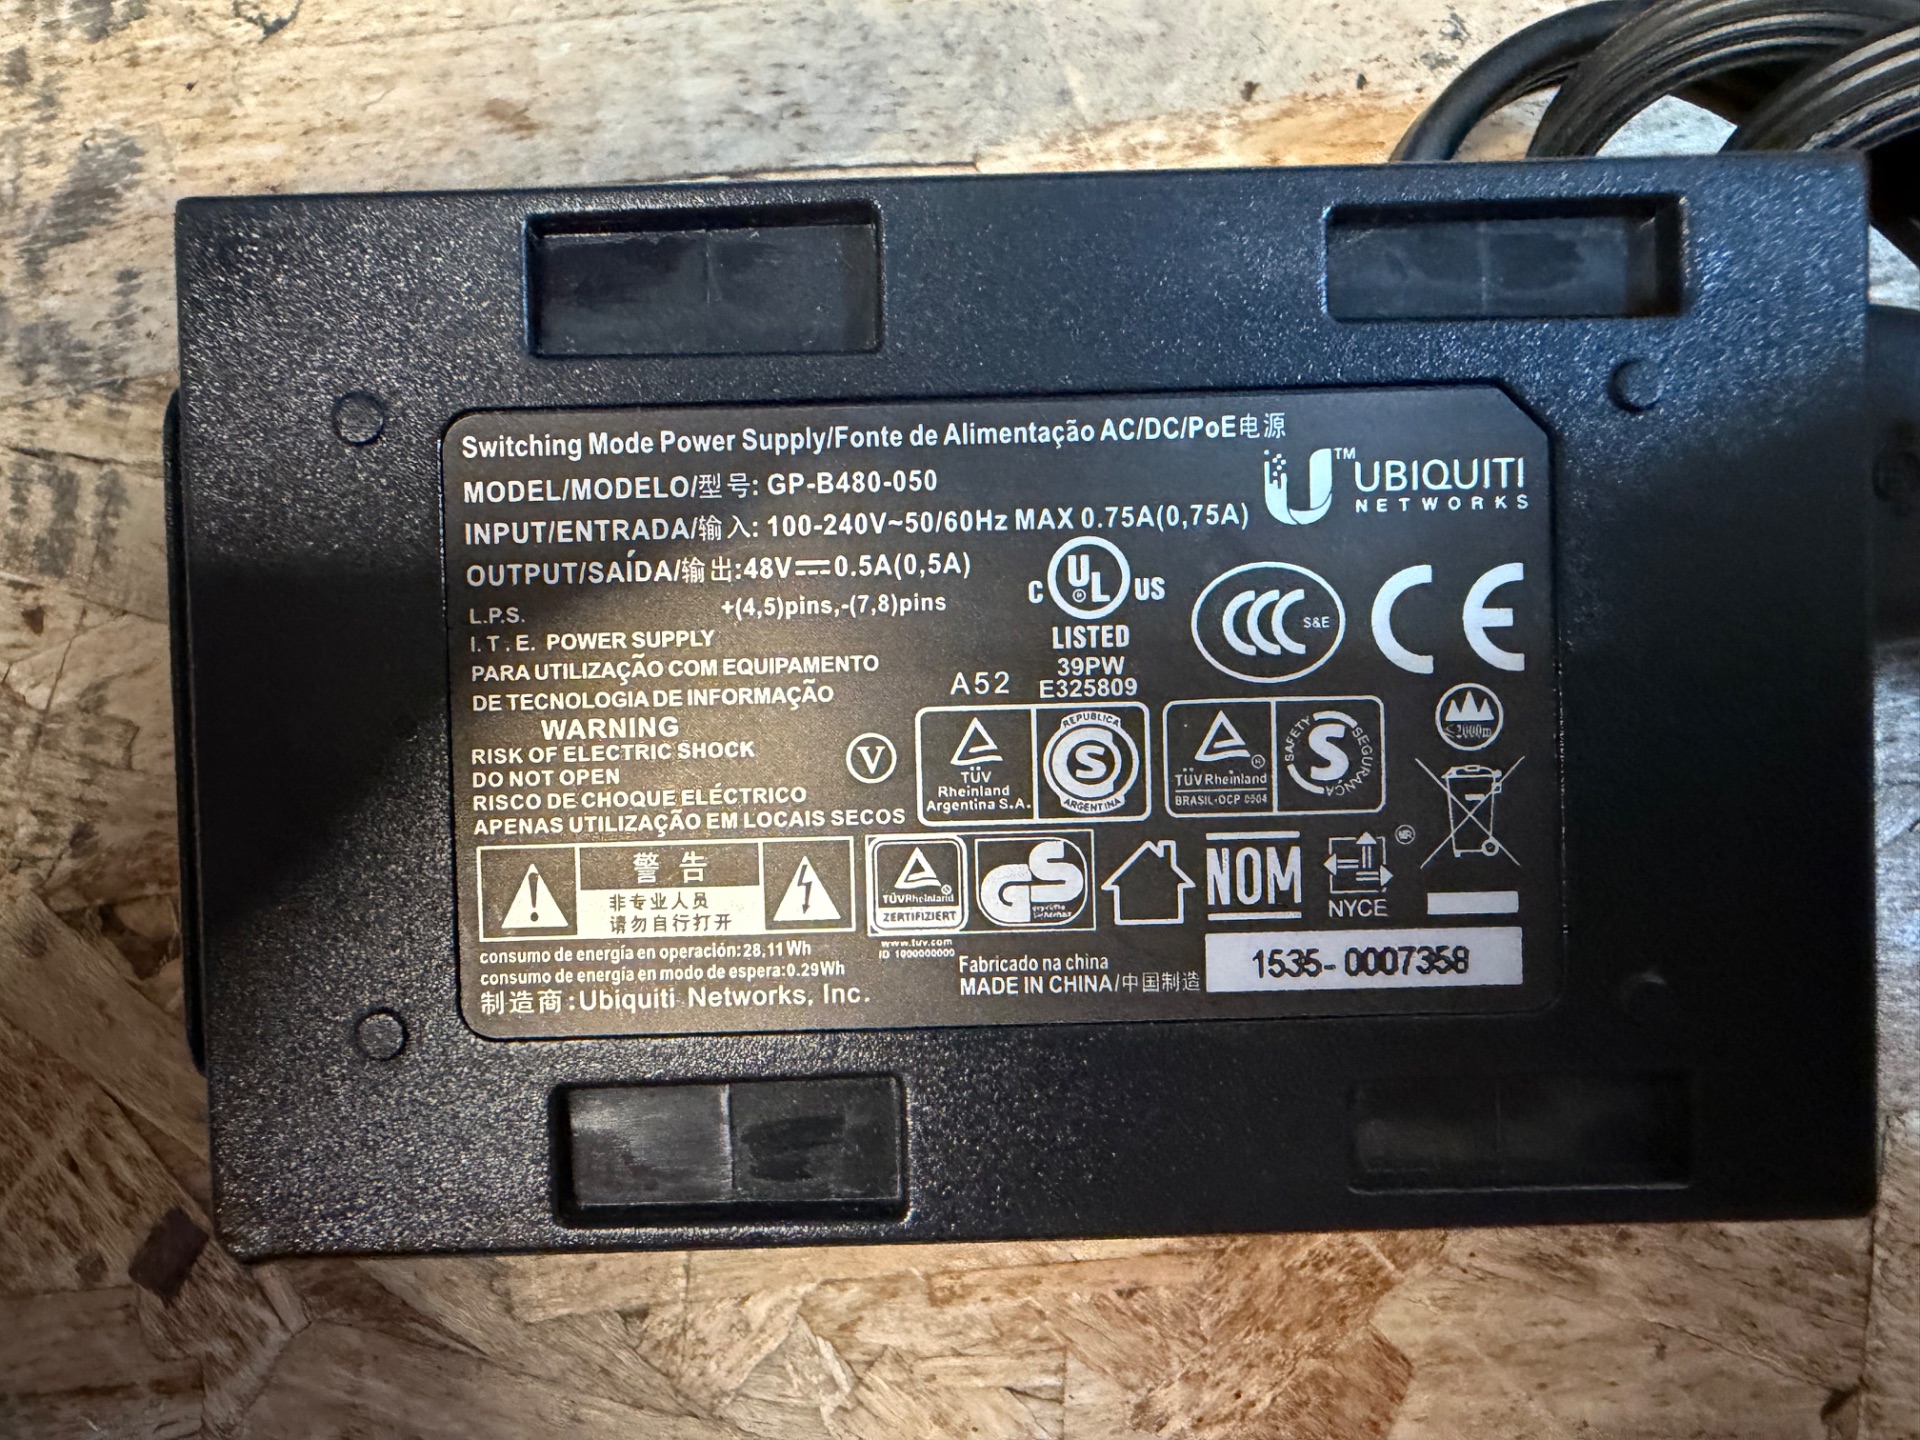 Switching Mode Power Supply/Fonte de Alimentação AC/DC/PoE电源
MODEL/MODELO/型号: GP-B480-050
INPUT/ENTRADA/输入: 100-240V~50/60Hz MAX 0.75A(0,75A)
OUTPUT/SAÍDA/输出:48V⎓0.5A(0,5A)
+(4,5)pins,-(7,8)pins
™
UBIQUITI
NETWORKS
L.P.S.
I.T.E. POWER SUPPLY
PARA UTILIZAÇÃO COM EQUIPAMENTO
DE TECNOLOGIA DE INFORMAÇÃO
WARNING
RISK OF ELECTRIC SHOCK
DO NOT OPEN
RISCO DE CHOQUE ELÉCTRICO
APENAS UTILIZAÇÃO EM LOCAIS SECOS
V
C UL ® US
LISTED
39PW
E325809
A52
CCC S&E
CE
TÜV
Rheinland
Argentina S.A.
REPUBLICA
S
ARGENTINA
TÜV Rheinland ®
BRASIL-OCP 0004
SAFETY
S
SEGURANÇA
≤2000m
警告
非专业人员
请勿自行打开
TÜVRheinland
ZERTIFIZIERT
www.tuv.com
ID 1000000000
GS
geprüfte
Sicherheit
NOM
NYCE
MR
consumo de energía en operación:28.11Wh
consumo de energía en modo de espera:0.29Wh
制造商:Ubiquiti Networks, Inc.
Fabricado na china
MADE IN CHINA/中国制造
1535-0007358